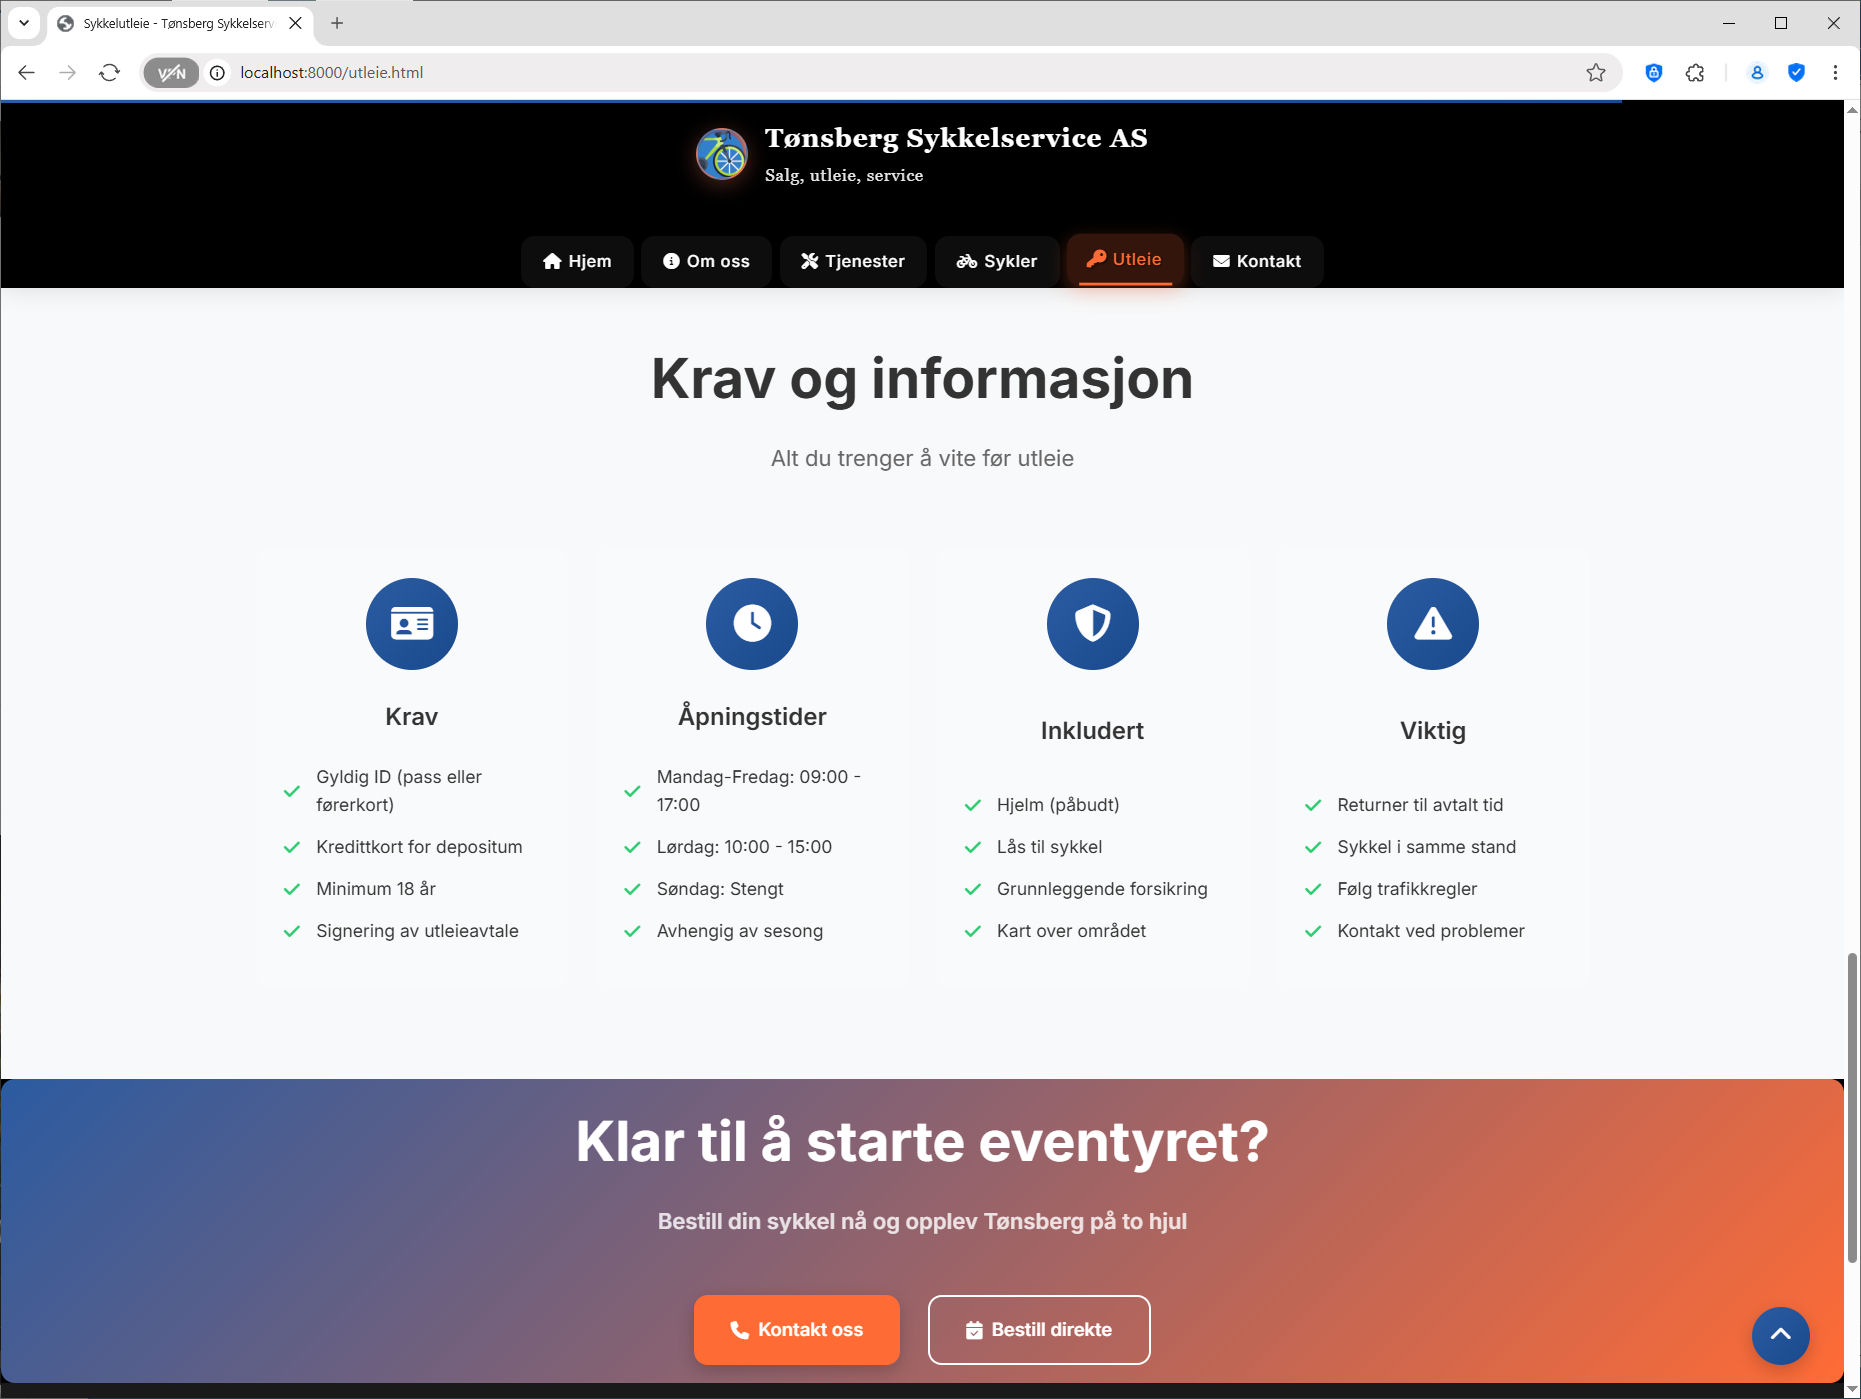 Sykkelutleie - Tønsberg Sykkelserv
VPN
localhost:8000/utleie.html
Tønsberg Sykkelservice AS
Salg, utleie, service
Hjem
Om oss
Tjenester
Sykler
Utleie
Kontakt
Krav og informasjon
Alt du trenger å vite før utleie
Krav
Gyldig ID (pass eller
førerkort)
Kredittkort for depositum
Minimum 18 år
Signering av utleieavtale
Åpningstider
Mandag-Fredag: 09:00 -
17:00
Lørdag: 10:00 - 15:00
Søndag: Stengt
Avhengig av sesong
Inkludert
Hjelm (påbudt)
Lås til sykkel
Grunnleggende forsikring
Kart over området
Viktig
Returner til avtalt tid
Sykkel i samme stand
Følg trafikkregler
Kontakt ved problemer
Klar til å starte eventyret?
Bestill din sykkel nå og opplev Tønsberg på to hjul
Kontakt oss
Bestill direkte